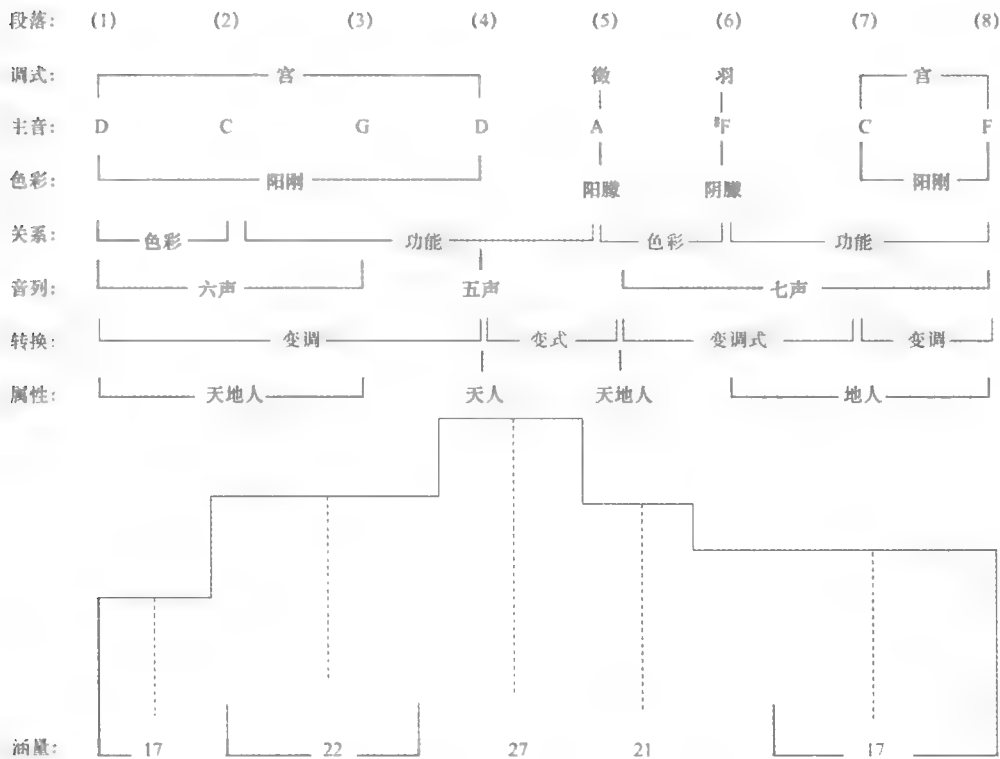 段落： (1) (2) (3) (4) (5) (6) (7) (8)
调式： 宫 徵 羽 宫
主音： D C G D A #F C F
色彩： 阳刚 阳朦 阴朦 阳刚
关系： 色彩 功能 色彩 功能
音列： 六声 五声 七声
转换： 变调 变式 变调式 变调
属性： 天地人 天人 天地人 地人
涵量： 17 22 27 21 17